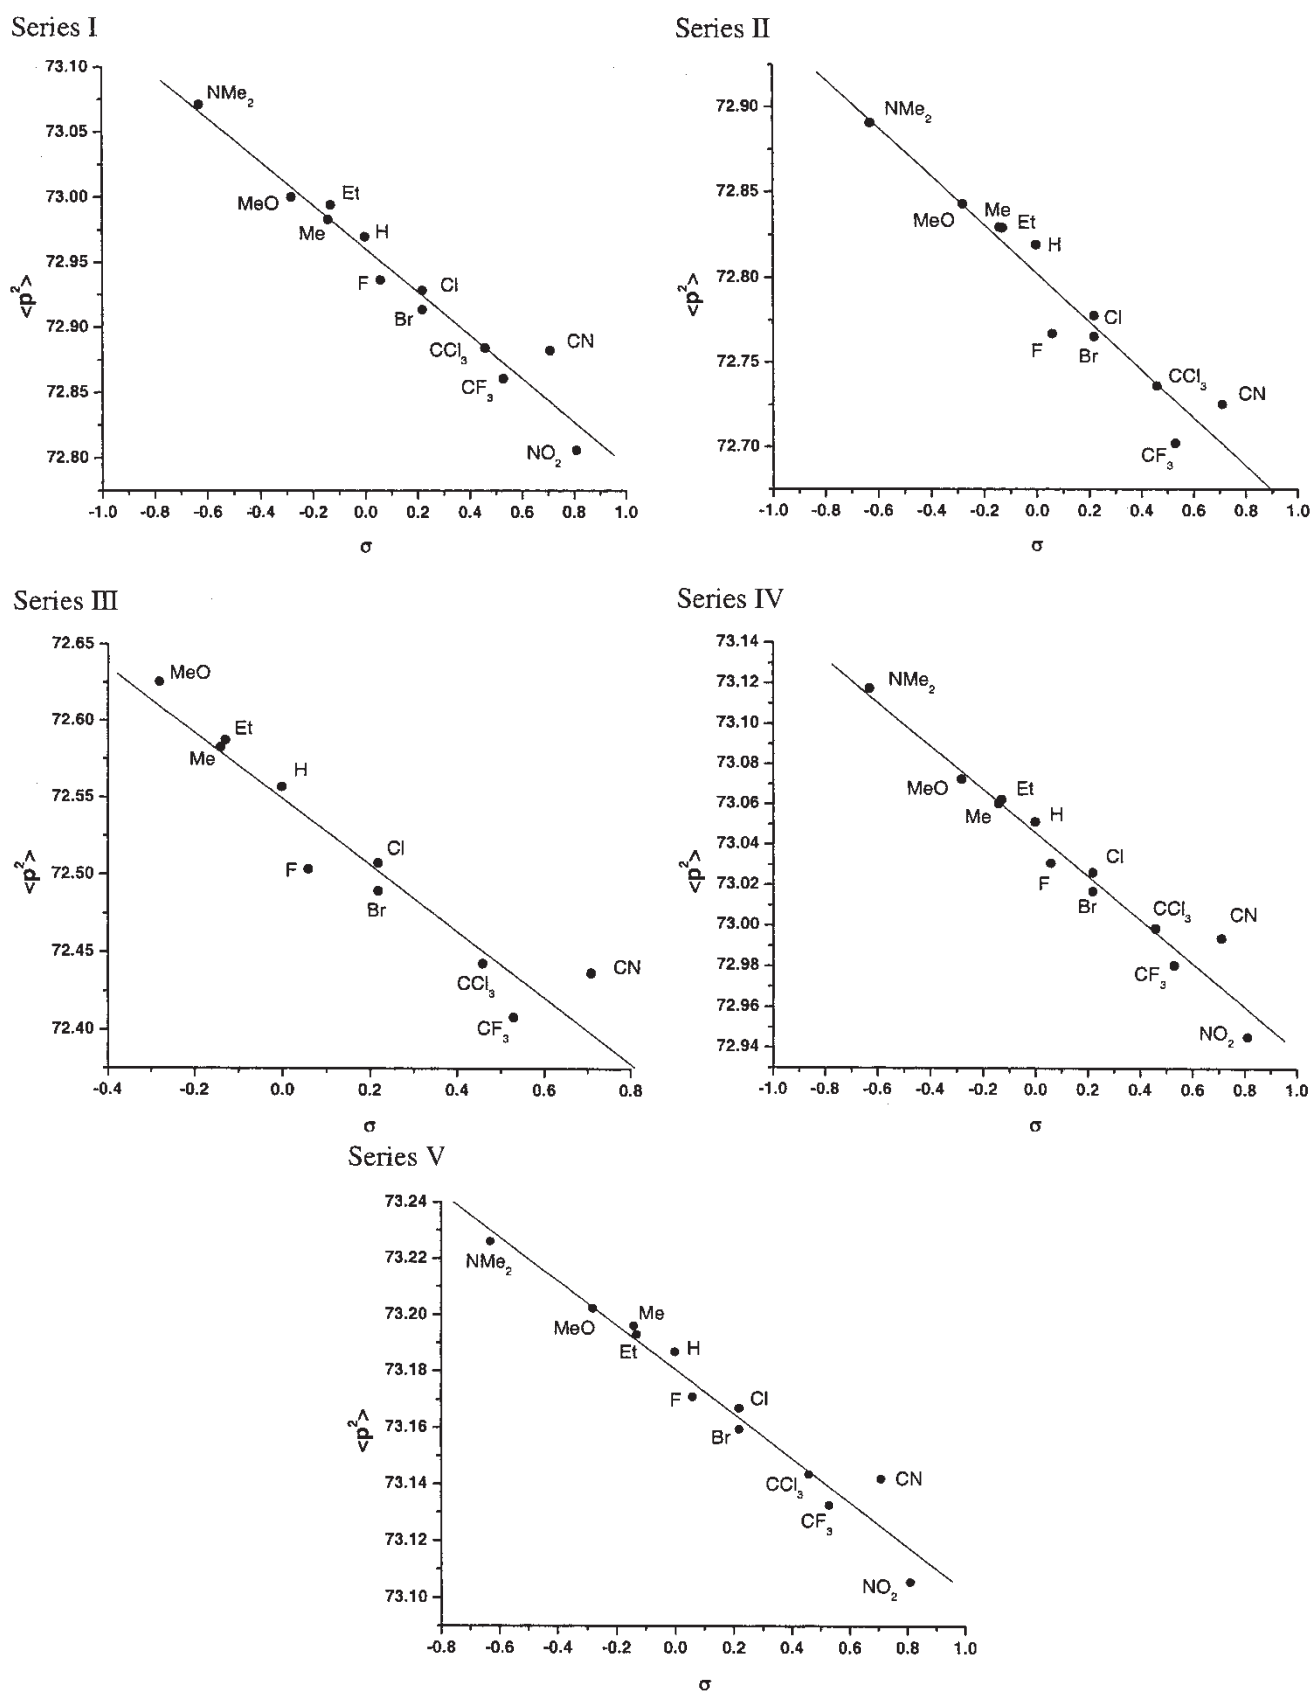 Series I
73.10
73.05
73.00
72.95
72.90
72.85
72.80
<p²>
NMe₂
MeO
Et
Me
H
F
Cl
Br
CCl₃
CN
CF₃
NO₂
-1.0 -0.8 -0.6 -0.4 -0.2 0.0 0.2 0.4 0.6 0.8 1.0
σ
Series II
72.90
72.85
72.80
72.75
72.70
<p²>
NMe₂
MeO
Me
Et
H
F
Cl
Br
CCl₃
CN
CF₃
-1.0 -0.8 -0.6 -0.4 -0.2 0.0 0.2 0.4 0.6 0.8 1.0
σ
Series III
72.65
72.60
72.55
72.50
72.45
72.40
<p²>
MeO
Et
Me
H
F
Cl
Br
CCl₃
CN
CF₃
-0.4 -0.2 0.0 0.2 0.4 0.6 0.8
σ
Series IV
73.14
73.12
73.10
73.08
73.06
73.04
73.02
73.00
72.98
72.96
72.94
<p²>
NMe₂
MeO
Et
Me
H
F
Cl
Br
CCl₃
CN
CF₃
NO₂
-1.0 -0.8 -0.6 -0.4 -0.2 0.0 0.2 0.4 0.6 0.8 1.0
σ
Series V
73.24
73.22
73.20
73.18
73.16
73.14
73.12
73.10
<p²>
NMe₂
MeO
Me
Et
H
F
Cl
Br
CCl₃
CN
CF₃
NO₂
-0.8 -0.6 -0.4 -0.2 0.0 0.2 0.4 0.6 0.8 1.0
σ